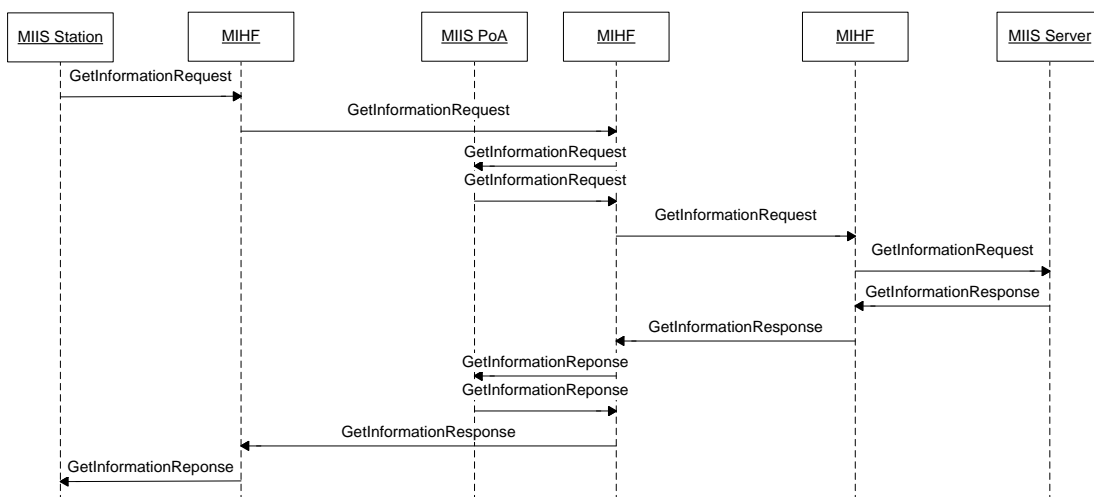 MIIS Station
MIHF
MIIS PoA
MIHF
MIHF
MIIS Server
GetInformationRequest
GetInformationRequest
GetInformationRequest
GetInformationRequest
GetInformationRequest
GetInformationRequest
GetInformationResponse
GetInformationResponse
GetInformationReponse
GetInformationReponse
GetInformationResponse
GetInformationReponse